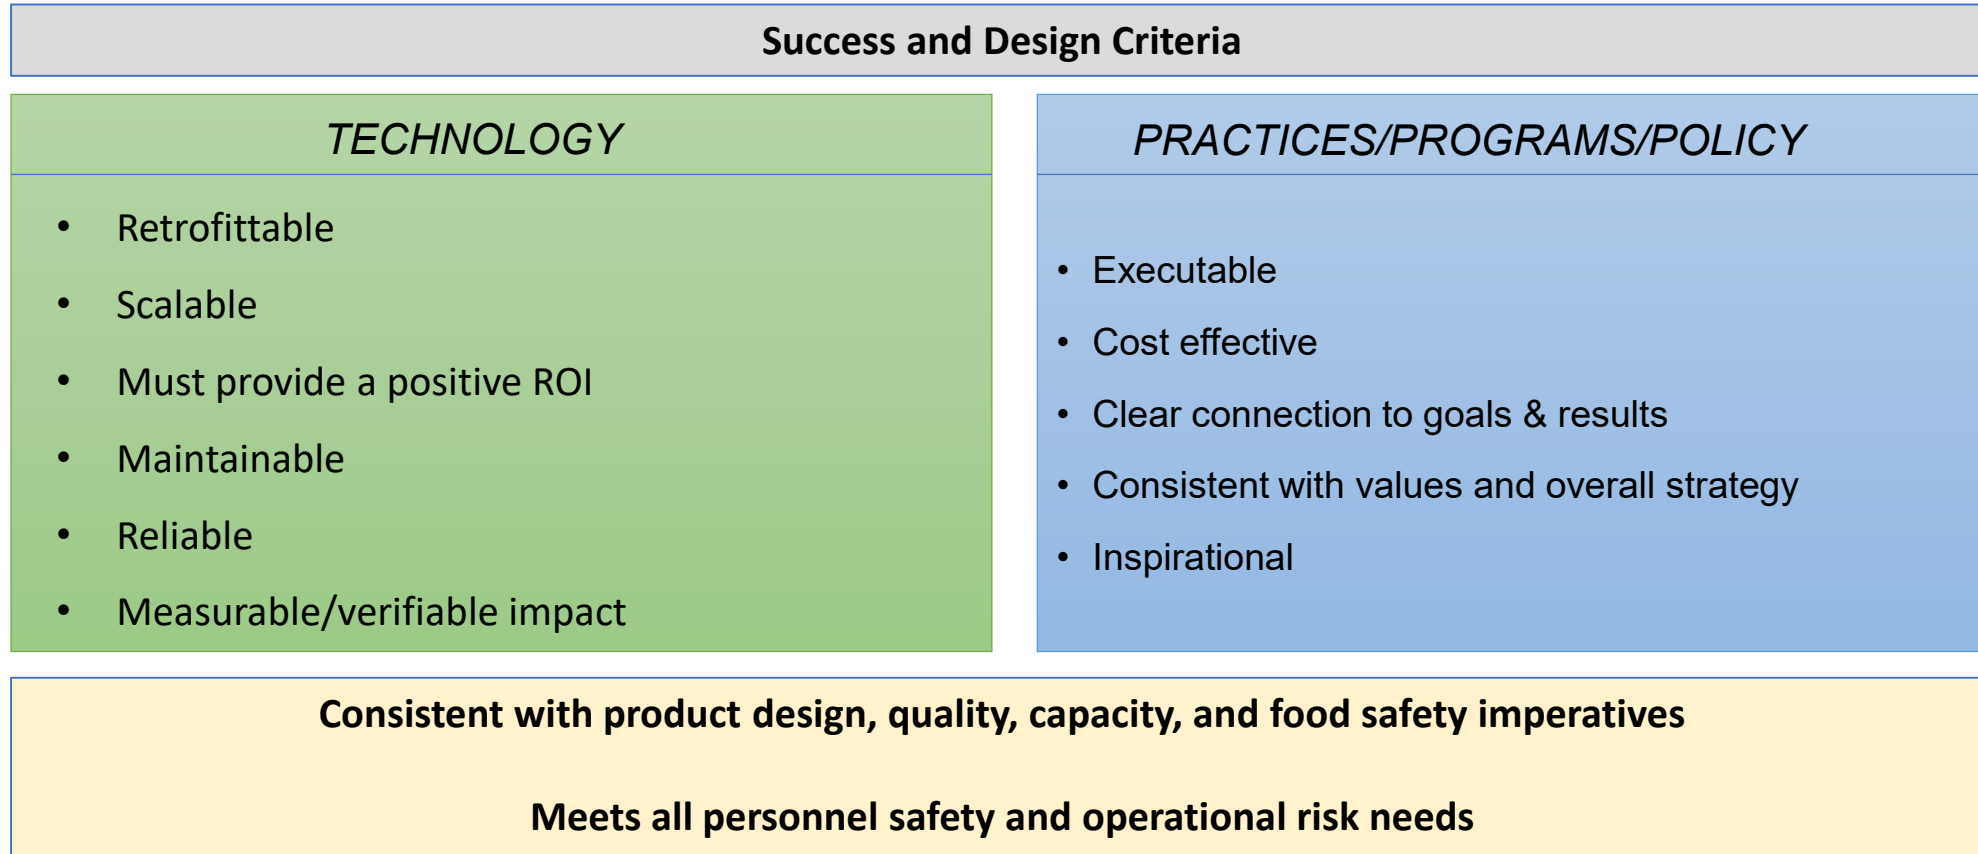 Success and Design Criteria
TECHNOLOGY
• Retrofittable
• Scalable
• Must provide a positive ROI
• Maintainable
• Reliable
• Measurable/verifiable impact
PRACTICES/PROGRAMS/POLICY
• Executable
• Cost effective
• Clear connection to goals & results
• Consistent with values and overall strategy
• Inspirational
Consistent with product design, quality, capacity, and food safety imperatives
Meets all personnel safety and operational risk needs